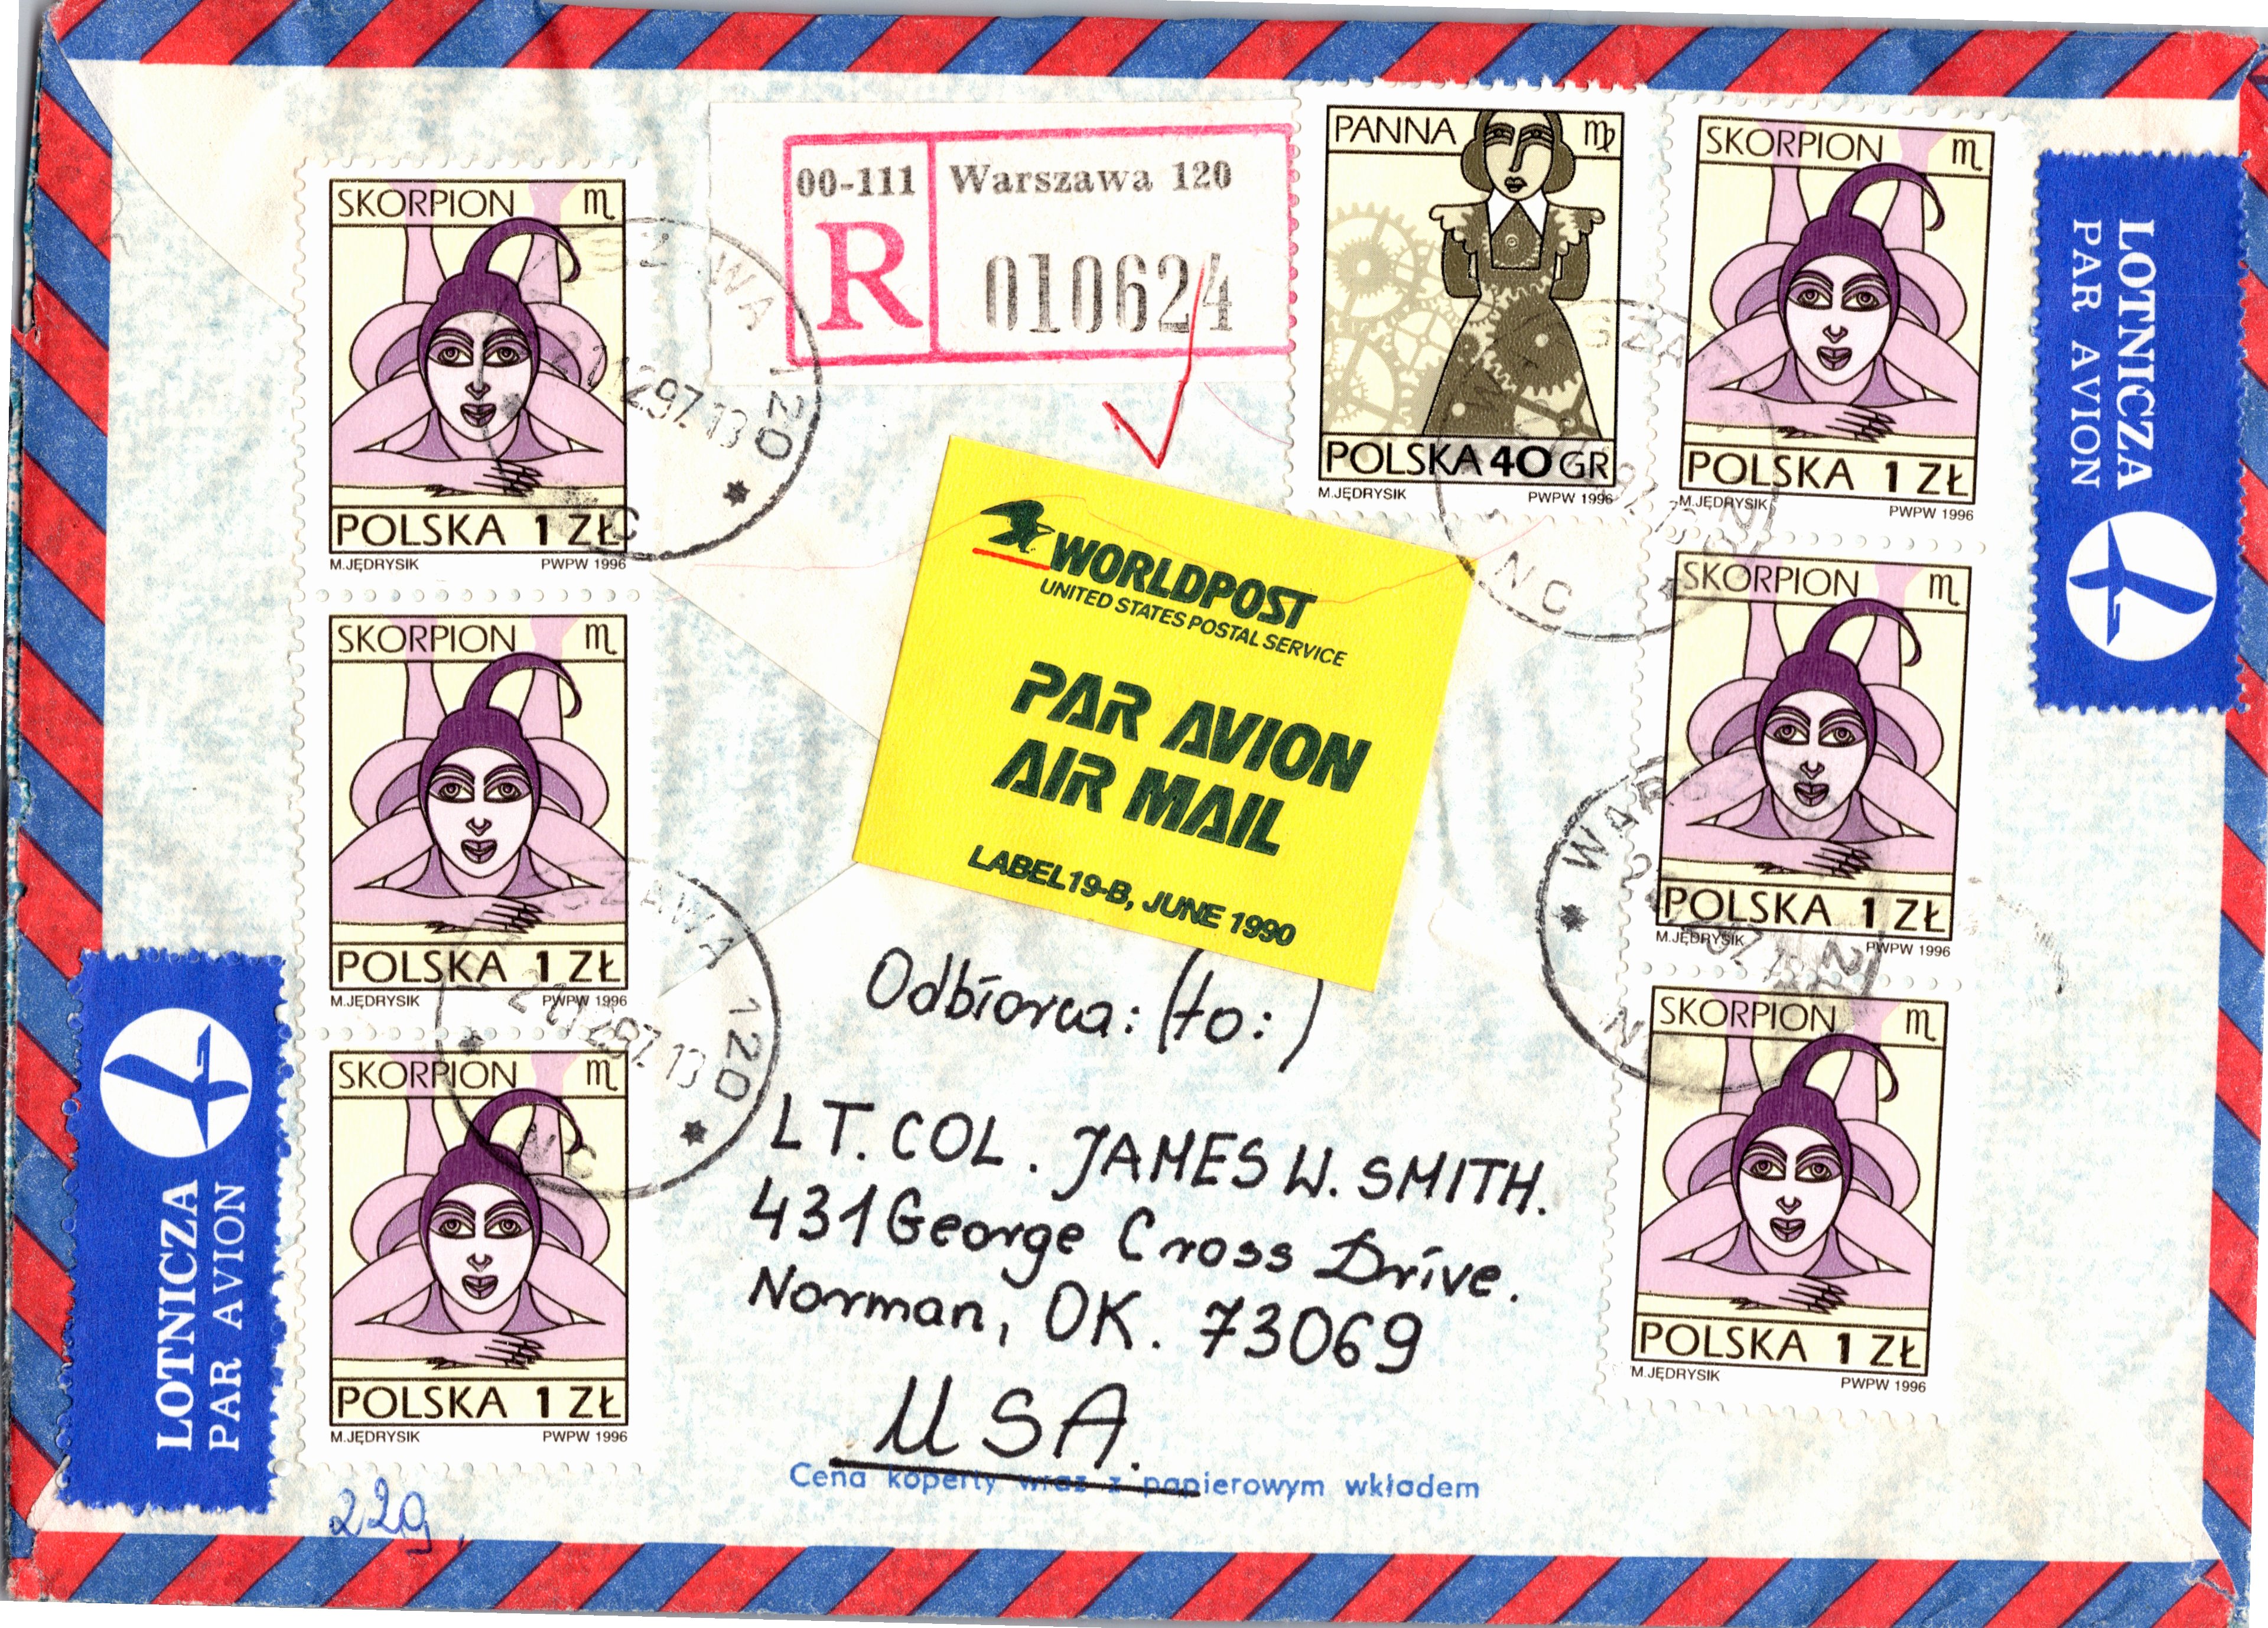 SKORPION
POLSKA 1 ZŁ
M.JĘDRYSIK PWPW 1996
SKORPION
POLSKA 1 ZŁ
M.JĘDRYSIK PWPW 1996
SKORPION
POLSKA 1 ZŁ
M.JĘDRYSIK PWPW 1996
LOTNICZA
PAR AVION
22g.
00-111 Warszawa 120
R 010624
PANNA
POLSKA 40 GR
M.JĘDRYSIK PWPW 1996
SKORPION
POLSKA 1 ZŁ
M.JĘDRYSIK PWPW 1996
SKORPION
POLSKA 1 ZŁ
M.JĘDRYSIK PWPW 1996
SKORPION
POLSKA 1 ZŁ
M.JĘDRYSIK PWPW 1996
LOTNICZA
PAR AVION
WORLDPOST
UNITED STATES POSTAL SERVICE
PAR AVION
AIR MAIL
LABEL 19-B, JUNE 1990
Odbiorca: (to:)
LT. COL. JAMES W. SMITH.
431 George Cross Drive.
Norman, OK. 73069
USA.
Cena koperty wraz z papierowym wkładem
120
WARSZAWA 120